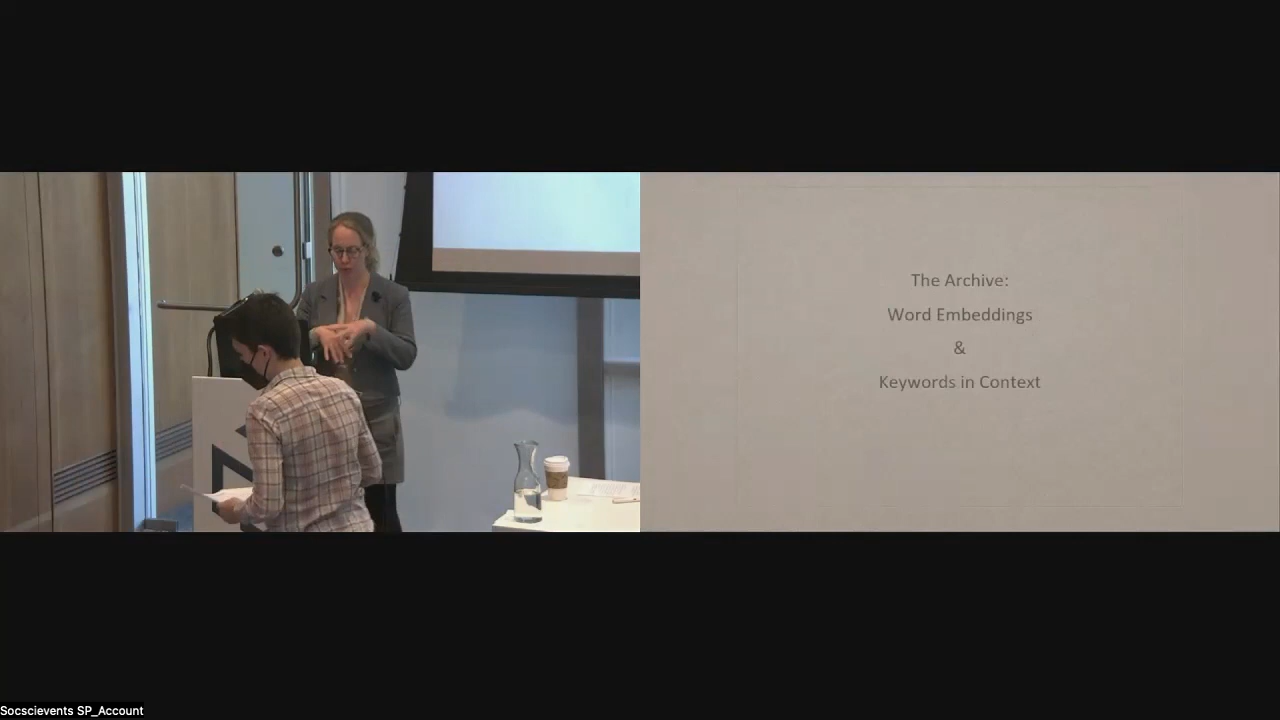 The Archive:
Word Embeddings
&
Keywords in Context
Socscievents SP_Account